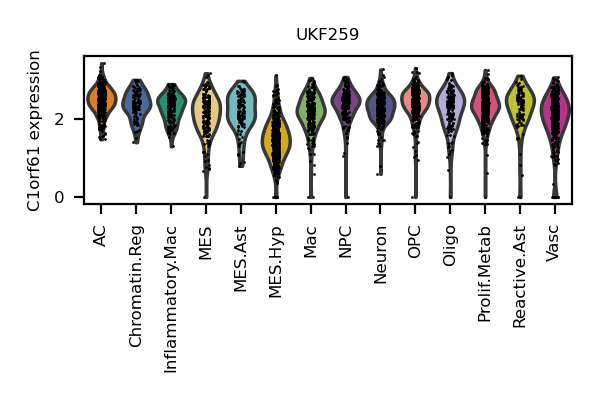 UKF259
C1orf61 expression
2
0
AC
Chromatin.Reg
Inflammatory.Mac
MES
MES.Ast
MES.Hyp
Mac
NPC
Neuron
OPC
Oligo
Prolif.Metab
Reactive.Ast
Vasc